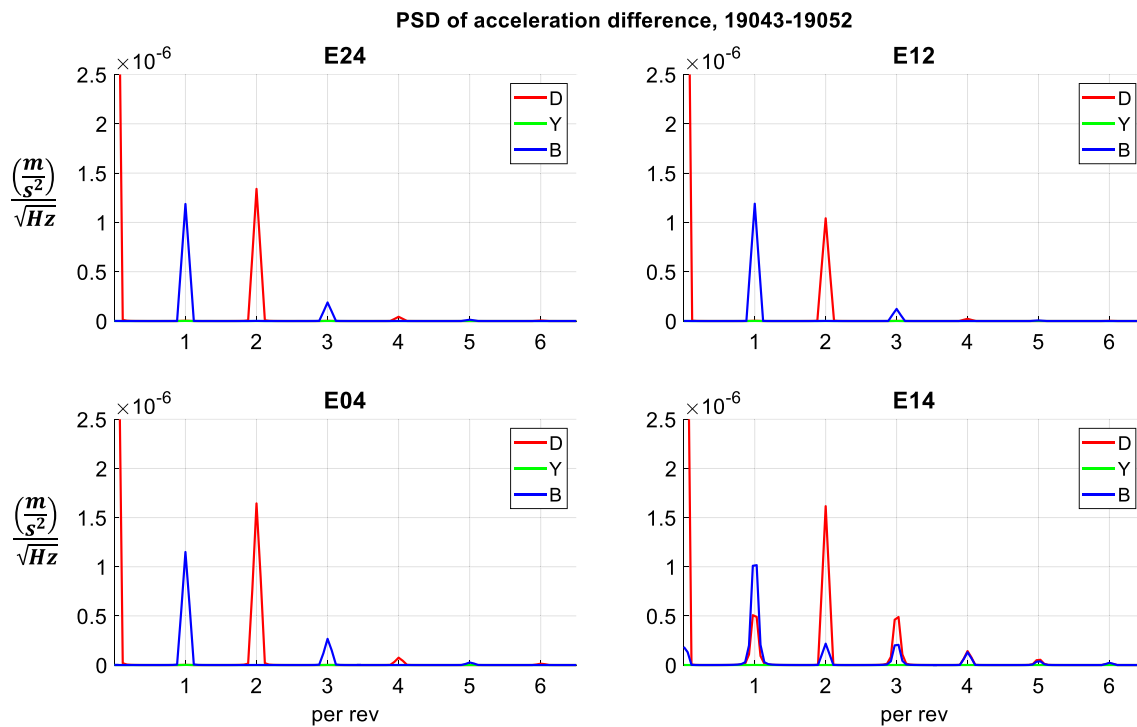 PSD of acceleration difference, 19043-19052
E24
×10^-6
2.5
2
1.5
1
0.5
0
(m/s²)/√Hz
D
Y
B
1 2 3 4 5 6
E12
×10^-6
2.5
2
1.5
1
0.5
0
D
Y
B
1 2 3 4 5 6
E04
×10^-6
2.5
2
1.5
1
0.5
0
(m/s²)/√Hz
D
Y
B
1 2 3 4 5 6
per rev
E14
×10^-6
2.5
2
1.5
1
0.5
0
D
Y
B
1 2 3 4 5 6
per rev